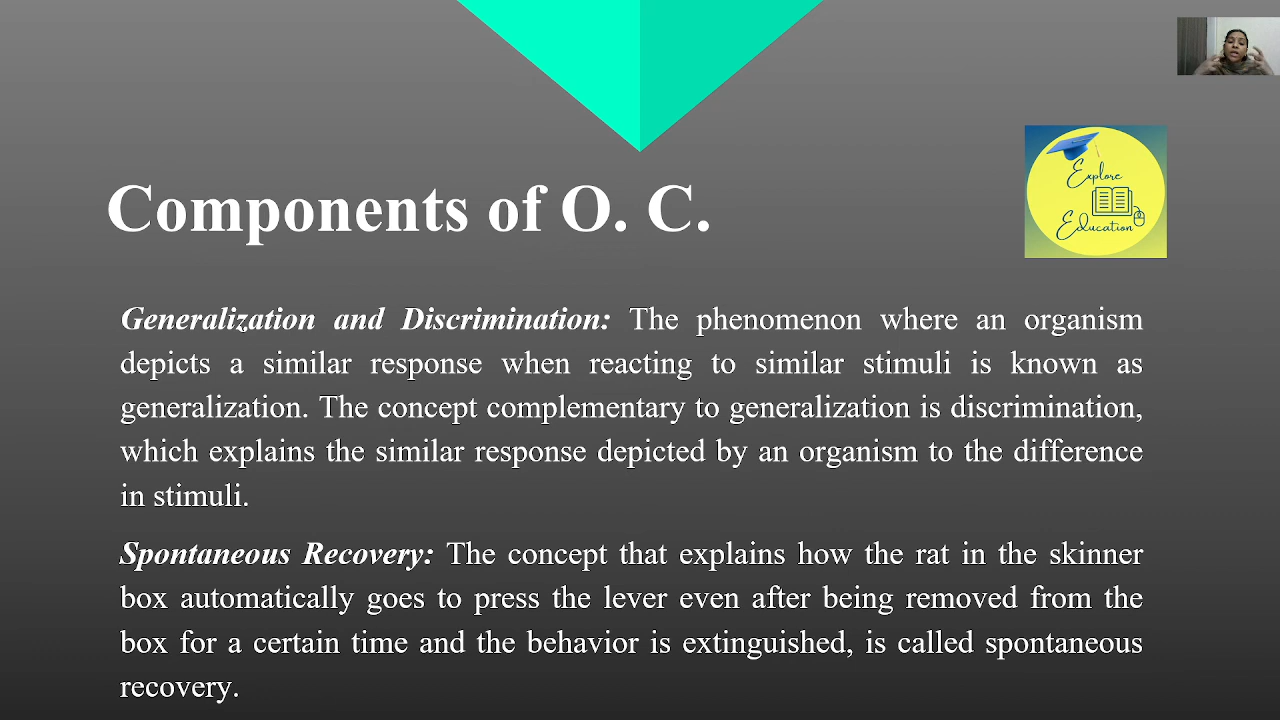 Components of O. C.
Explore
Education
Generalization and Discrimination: The phenomenon where an organism
depicts a similar response when reacting to similar stimuli is known as
generalization. The concept complementary to generalization is discrimination,
which explains the similar response depicted by an organism to the difference
in stimuli.
Spontaneous Recovery: The concept that explains how the rat in the skinner
box automatically goes to press the lever even after being removed from the
box for a certain time and the behavior is extinguished, is called spontaneous
recovery.